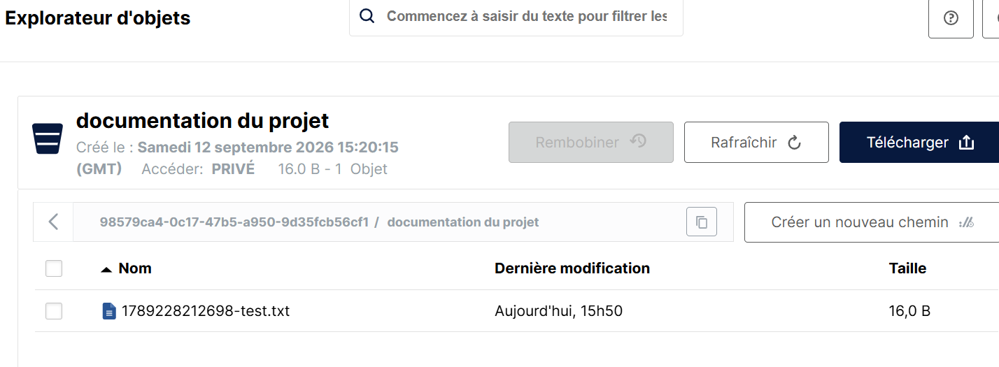 Explorateur d'objets
Commencez à saisir du texte pour filtrer les
documentation du projet
Créé le : Samedi 12 septembre 2026 15:20:15
(GMT) Accéder: PRIVÉ 16.0 B - 1 Objet
Rembobiner
Rafraîchir
Télécharger
98579ca4-0c17-47b5-a950-9d35fcb56cf1 / documentation du projet
Créer un nouveau chemin
Nom Dernière modification Taille
1789228212698-test.txt Aujourd'hui, 15h50 16,0 B